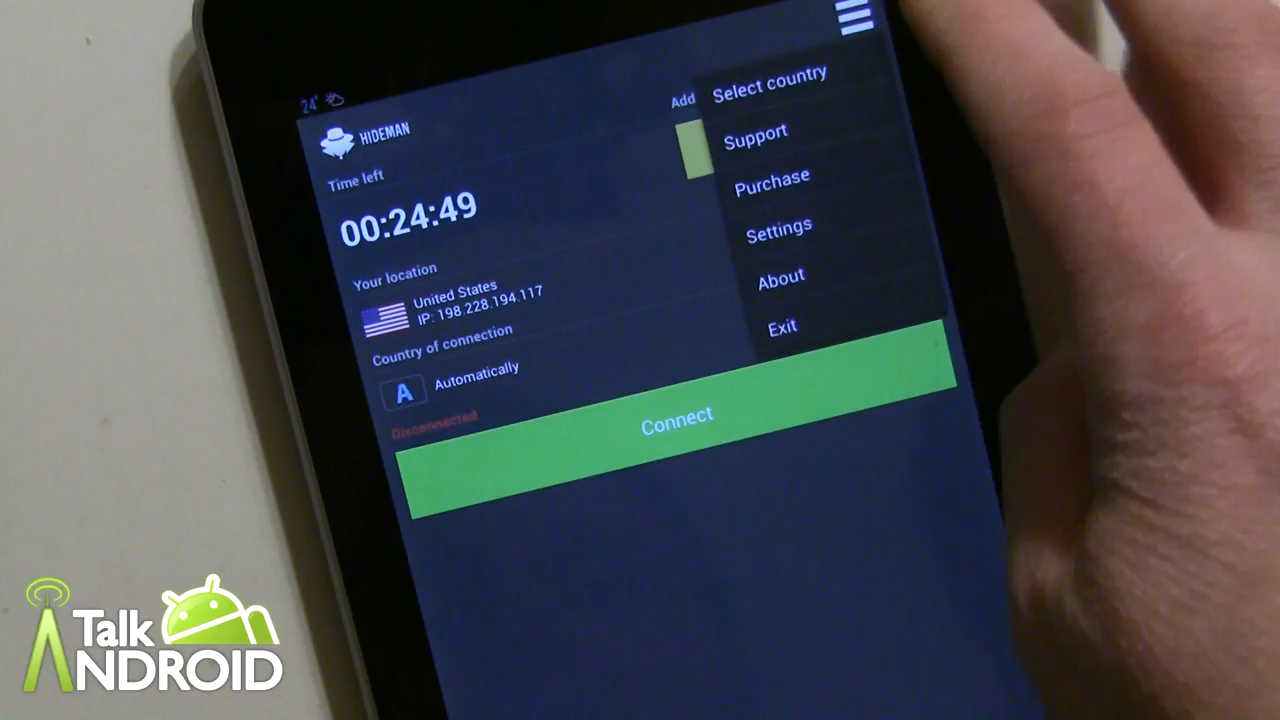 24°
HIDEMAN
Time left
00:24:49
Your location
United States
IP: 198.228.194.117
Country of connection
A
Automatically
Disconnected
Connect
Add
Select country
Support
Purchase
Settings
About
Exit
Talk
ANDROID